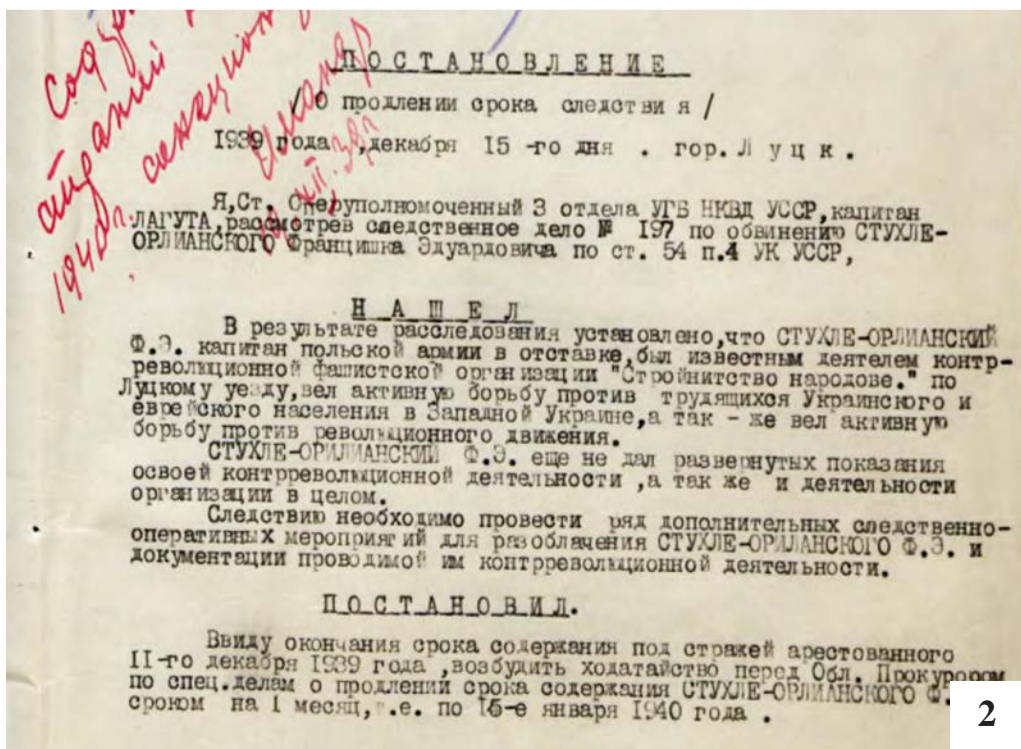 ПОСТАНОВЛЕНИЕ
/ О продлении срока следствия /
1939 года, декабря 15 -го дня . гор.Луцк.
Я,Ст. Оперуполномоченный 3 отдела УГБ НКВД УССР,капитан
ЛАГУТА,рассмотрев следственное дело № 197 по обвинению СТУХЛЕ-
ОРЛИАНСКОГО Францишка Эдуардовича по ст. 54 п.4 УК УССР,
НАШЕЛ
В результате расследования установлено,что СТУХЛЕ-ОРЛИАНСКИЙ
Ф.Э. капитан польской армии в отставке,был известным деятелем контр-
революционной фашистской организации "Стройнитство народове." по
Луцкому уезду,вел активную борьбу против трудящихся Украинского и
еврейского населения в Западной Украине,а так - же вел активную
борьбу против революционного движения.
СТУХЛЕ-ОРИЛИАНСКИЙ Ф.Э. еще не дал развернутых показания
освоей контрреволюционной деятельности ,а так же и деятельности
организации в целом.
Следствию необходимо провести ряд дополнительных следственно-
оперативных мероприятий для разоблачения СТУХЛЕ-ОРИЛАНСКОГО Ф.Э. и
документации проводимой им контрреволюционной деятельности.
ПОСТАНОВИЛ.
Ввиду окончания срока содержания под стражей арестованного
II-го декабря I939 года ,возбудить ходатайство перед Обл. Прокурором
по спец.делам о продлении срока содержания СТУХЛЕ-ОРЛИАНСКОГО Ф.
сроком на I месяц,т.е. по 15-е января I940 года .
1940 г.
2